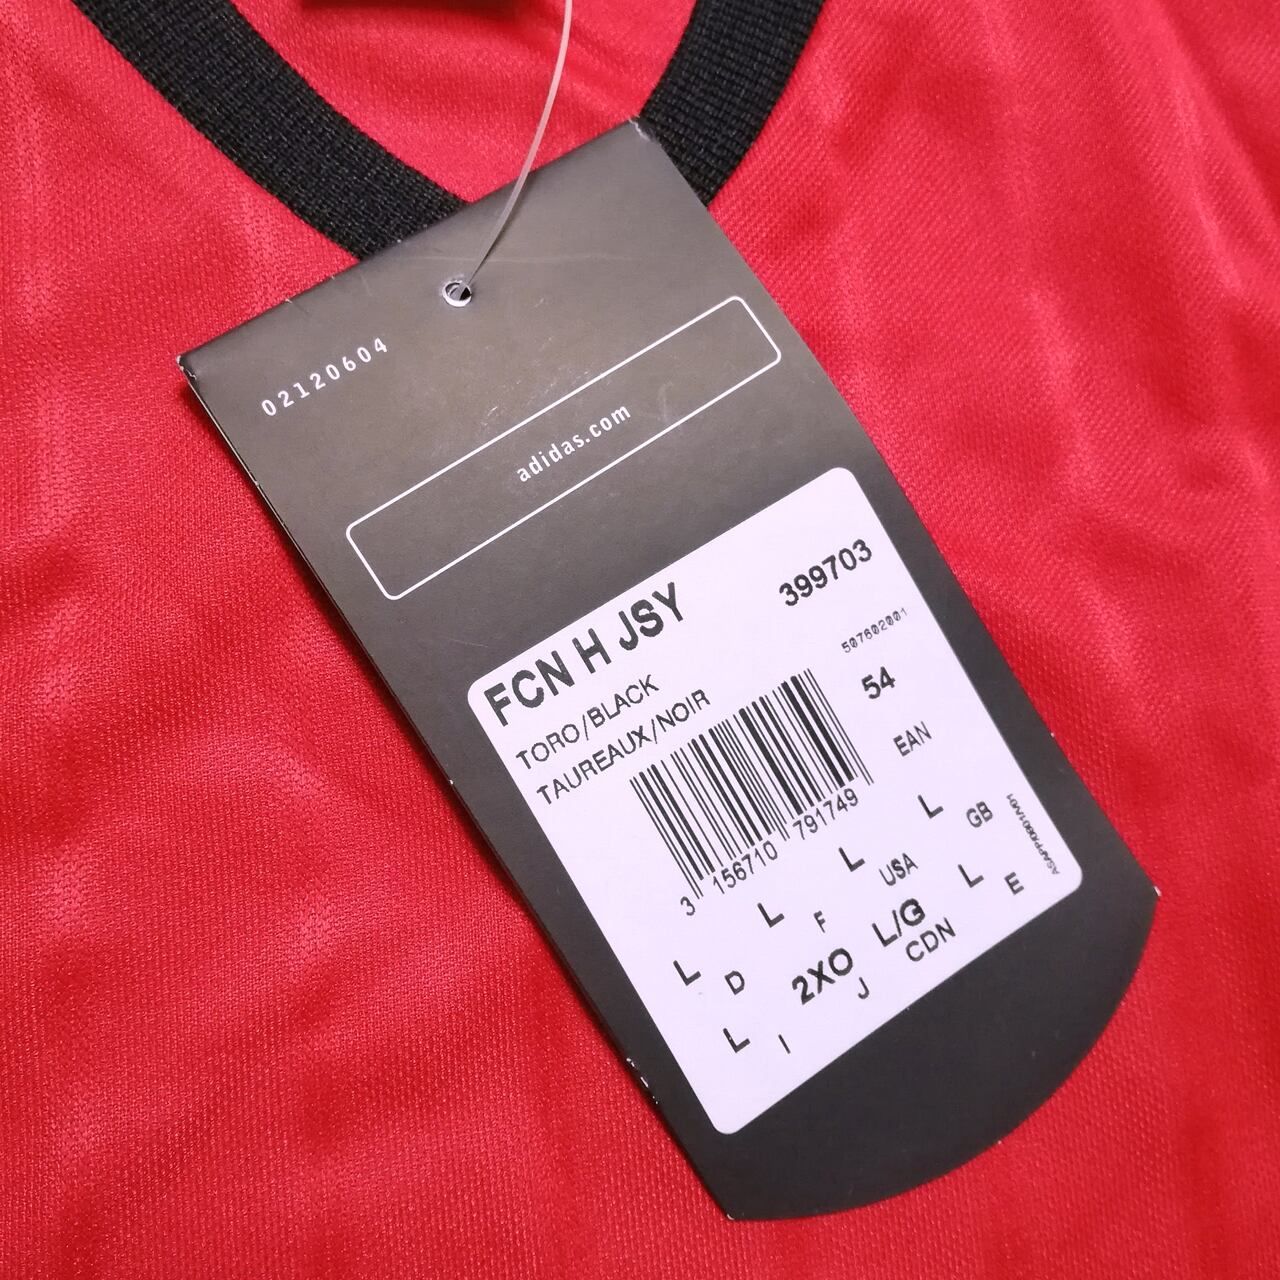 02120604
adidas.com
FCN H JSY 399703
TORO/BLACK 507602001
TAUREAUX/NOIR 54
EAN
3 156710 791749
L GB
L USA
L E
L F
L/G CDN
L D
2XO J
L I